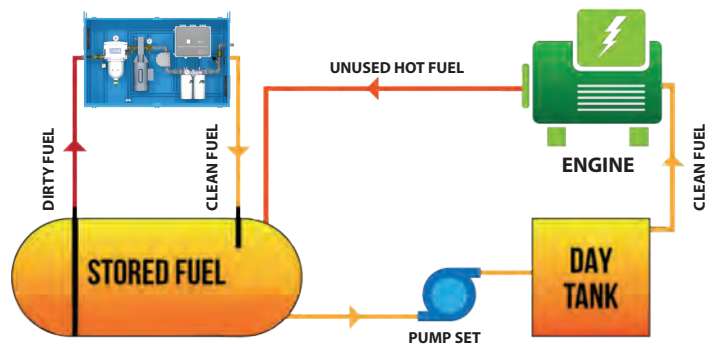 UNUSED HOT FUEL
DIRTY FUEL
CLEAN FUEL
ENGINE
CLEAN FUEL
STORED FUEL
DAY
TANK
PUMP SET